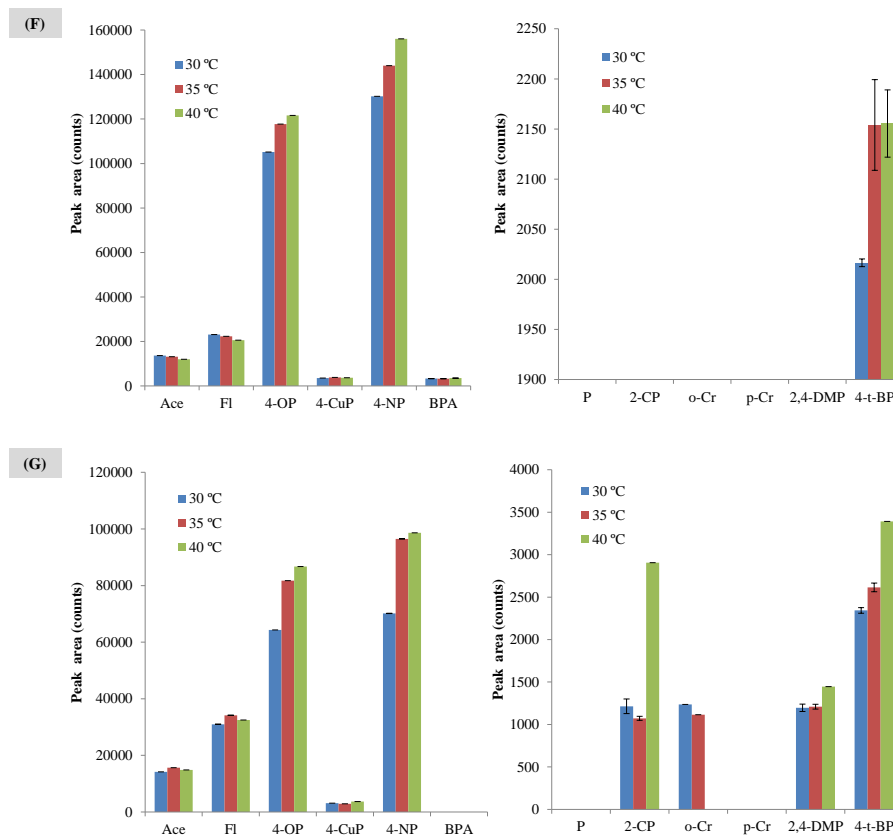 (F)
Peak area (counts)
160000
140000
120000
100000
80000
60000
40000
20000
0
30 ºC
35 ºC
40 ºC
Ace Fl 4-OP 4-CuP 4-NP BPA
Peak area (counts)
2250
2200
2150
2100
2050
2000
1950
1900
30 ºC
35 ºC
40 ºC
P 2-CP o-Cr p-Cr 2,4-DMP 4-t-BP
(G)
Peak area (counts)
120000
100000
80000
60000
40000
20000
0
30 ºC
35 ºC
40 ºC
Ace Fl 4-OP 4-CuP 4-NP BPA
Peak area (counts)
4000
3500
3000
2500
2000
1500
1000
500
0
30 ºC
35 ºC
40 ºC
P 2-CP o-Cr p-Cr 2,4-DMP 4-t-BP